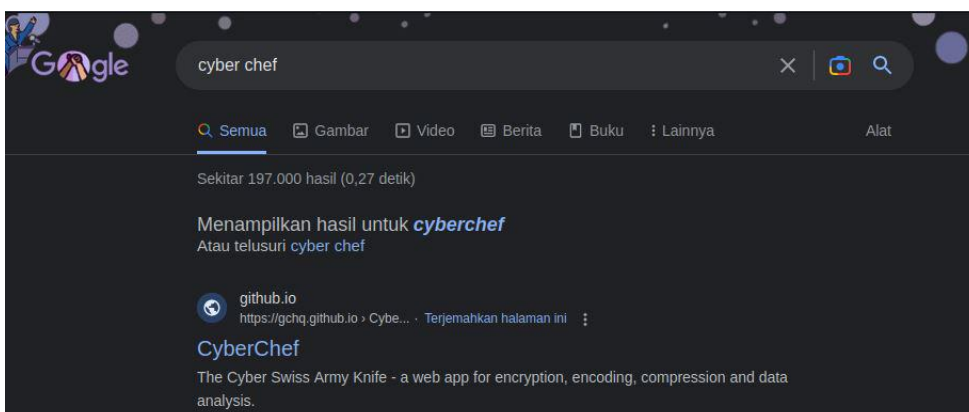 Google
cyber chef
Semua Gambar Video Berita Buku Lainnya Alat
Sekitar 197.000 hasil (0,27 detik)
Menampilkan hasil untuk cyberchef
Atau telusuri cyber chef
github.io
https://gchq.github.io › Cybe... · Terjemahkan halaman ini
CyberChef
The Cyber Swiss Army Knife - a web app for encryption, encoding, compression and data
analysis.